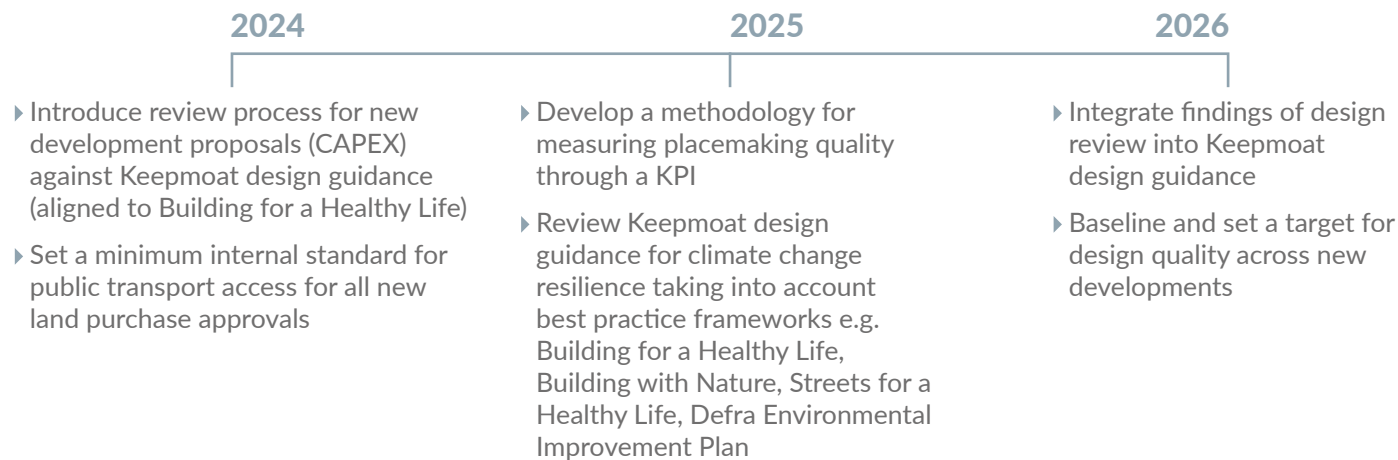 2024
2025
2026
Introduce review process for new
development proposals (CAPEX)
against Keepmoat design guidance
(aligned to Building for a Healthy Life)
Set a minimum internal standard for
public transport access for all new
land purchase approvals
Develop a methodology for
measuring placemaking quality
through a KPI
Review Keepmoat design
guidance for climate change
resilience taking into account
best practice frameworks e.g.
Building for a Healthy Life,
Building with Nature, Streets for a
Healthy Life, Defra Environmental
Improvement Plan
Integrate findings of design
review into Keepmoat
design guidance
Baseline and set a target for
design quality across new
developments